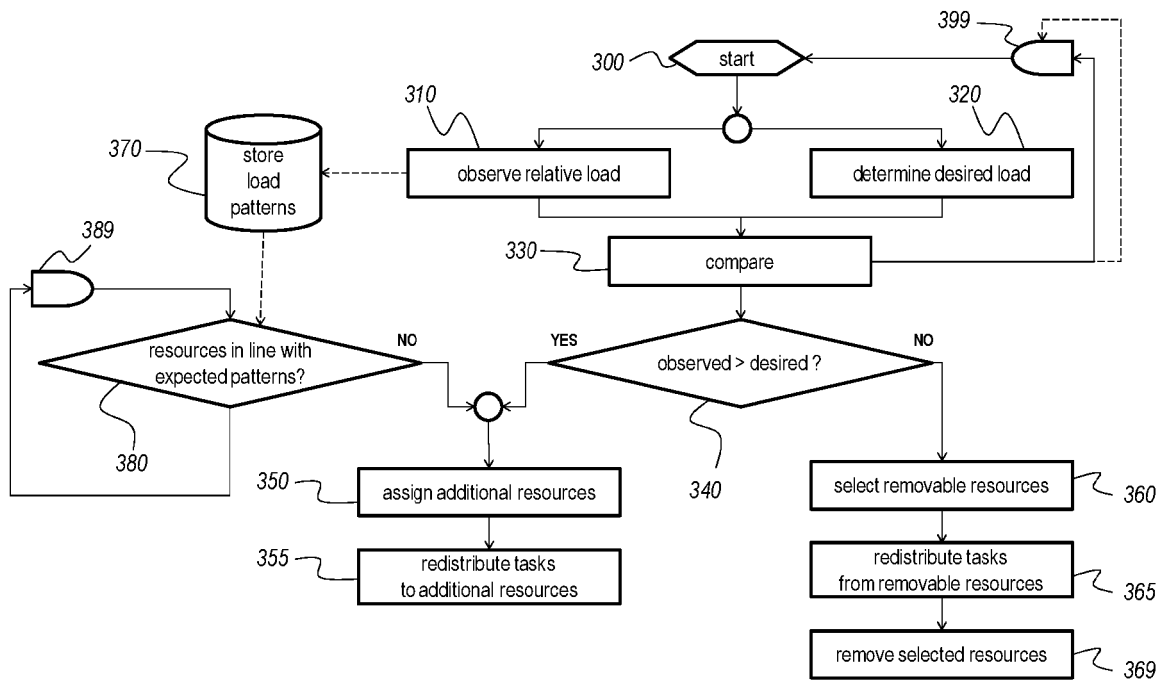 399
300
start
310
320
370
store
load
patterns
observe relative load
determine desired load
389
330
compare
resources in line with
expected patterns?
NO
YES
observed > desired ?
NO
380
340
350
assign additional resources
select removable resources
360
355
redistribute tasks
to additional resources
redistribute tasks
from removable resources
365
remove selected resources
369